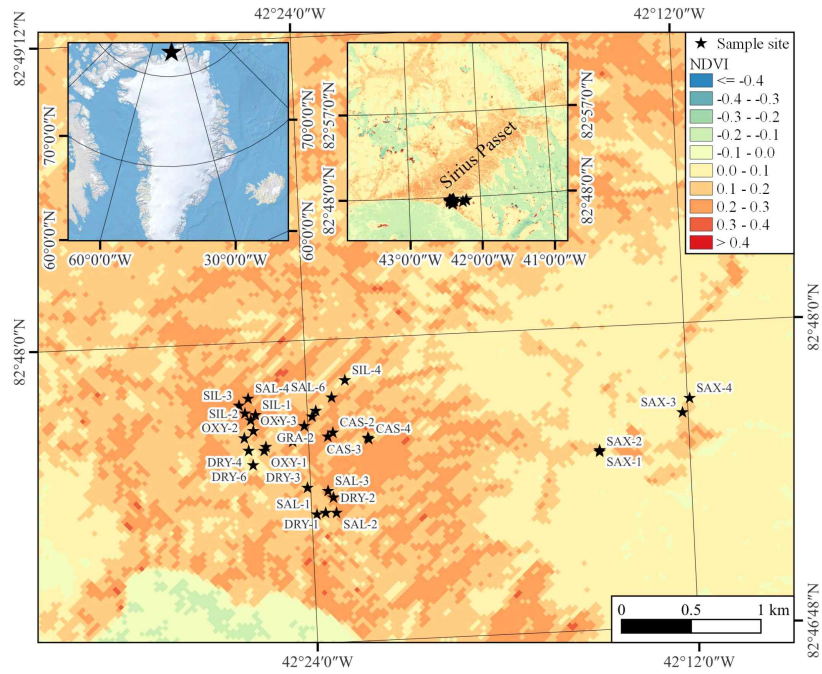 42°24′0″W
42°12′0″W
82°49′12″N
Sample site
NDVI
<= -0.4
-0.4 - -0.3
-0.3 - -0.2
-0.2 - -0.1
-0.1 - 0.0
0.0 - 0.1
0.1 - 0.2
0.2 - 0.3
0.3 - 0.4
> 0.4
70°0′0″N
60°0′0″N
70°0′0″N
60°0′0″N
60°0′0″W
30°0′0″W
82°57′0″N
82°48′0″N
82°57′0″N
82°48′0″N
Sirius Passet
43°0′0″W
42°0′0″W
41°0′0″W
82°48′0″N
82°48′0″N
SIL-4
SIL-3
SAL-4
SAL-6
SIL-2
SIL-1
OXY-2
OXY-3
CAS-2
CAS-4
GRA-2
CAS-3
DRY-4
OXY-1
DRY-6
DRY-3
SAL-3
SAL-1
DRY-2
DRY-1
SAL-2
SAX-4
SAX-3
SAX-2
SAX-1
0
0.5
1 km
82°46′48″N
42°24′0″W
42°12′0″W